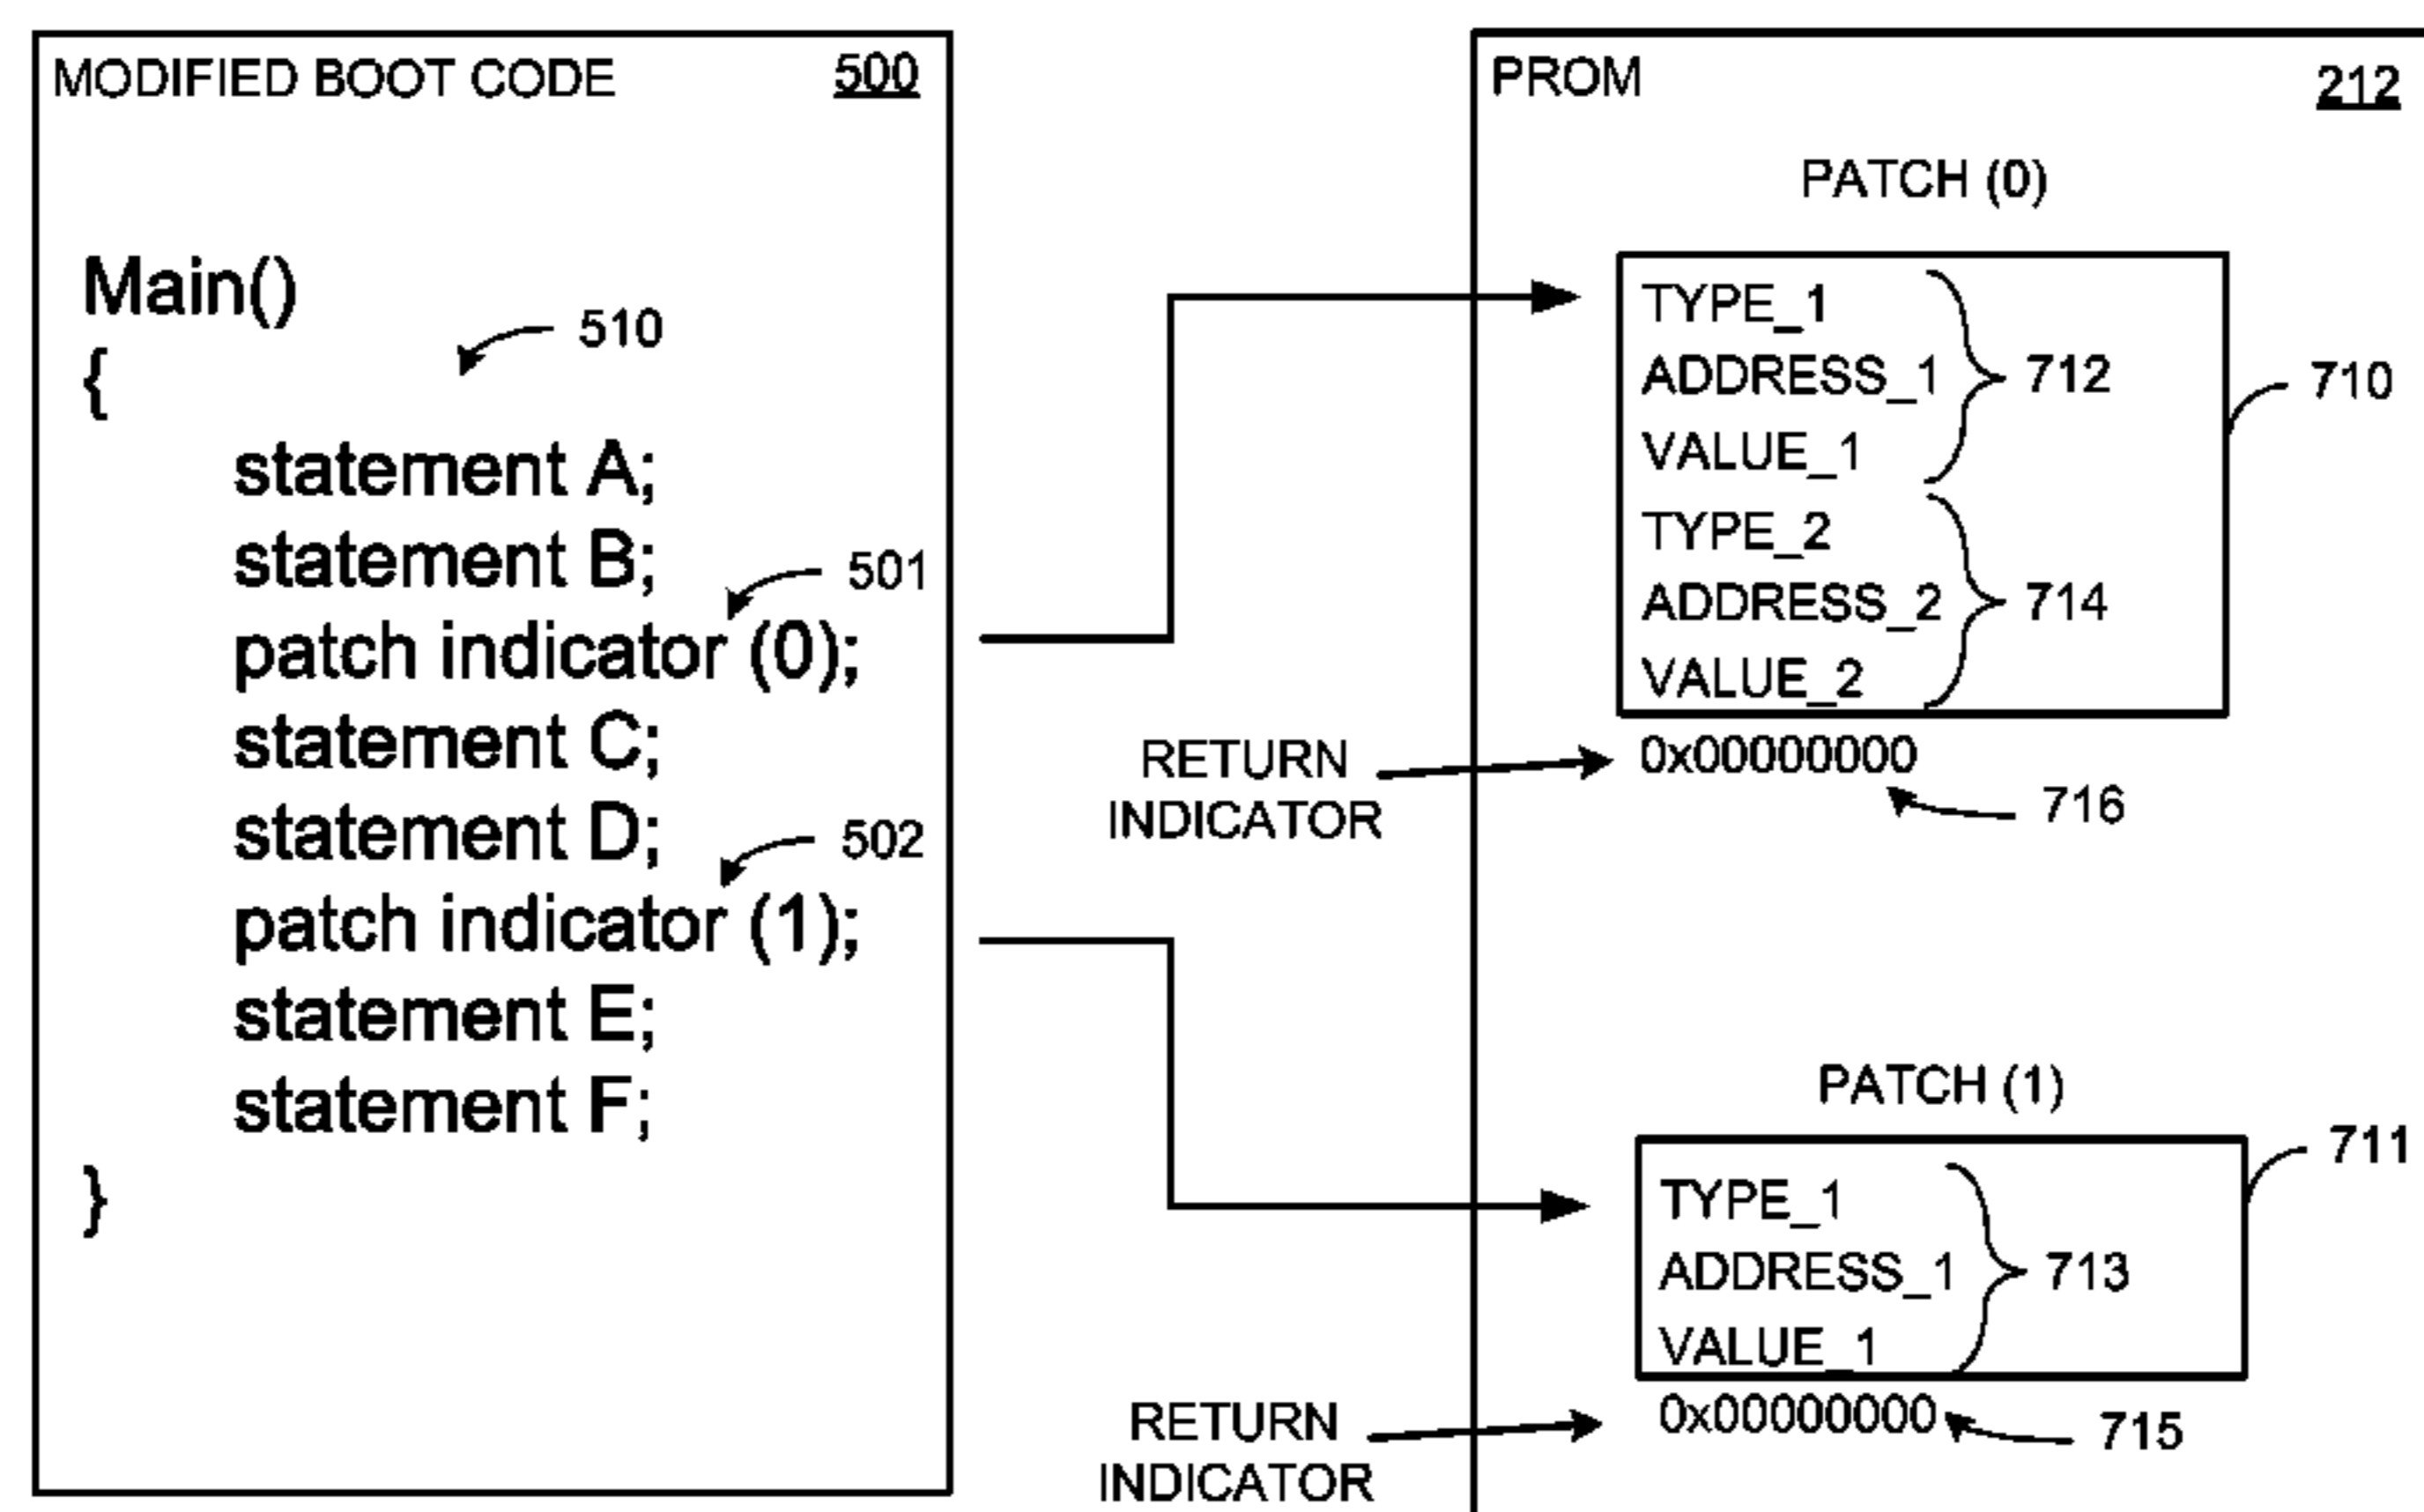 MODIFIED BOOT CODE 500
Main()
510
{
statement A;
statement B;
501
patch indicator (0);
statement C;
statement D;
502
patch indicator (1);
statement E;
statement F;
}
PROM 212
PATCH (0)
TYPE_1
ADDRESS_1 712
VALUE_1
710
TYPE_2
ADDRESS_2 714
VALUE_2
RETURN
INDICATOR
0x00000000
716
PATCH (1)
711
TYPE_1
ADDRESS_1 713
VALUE_1
RETURN
INDICATOR
0x00000000
715